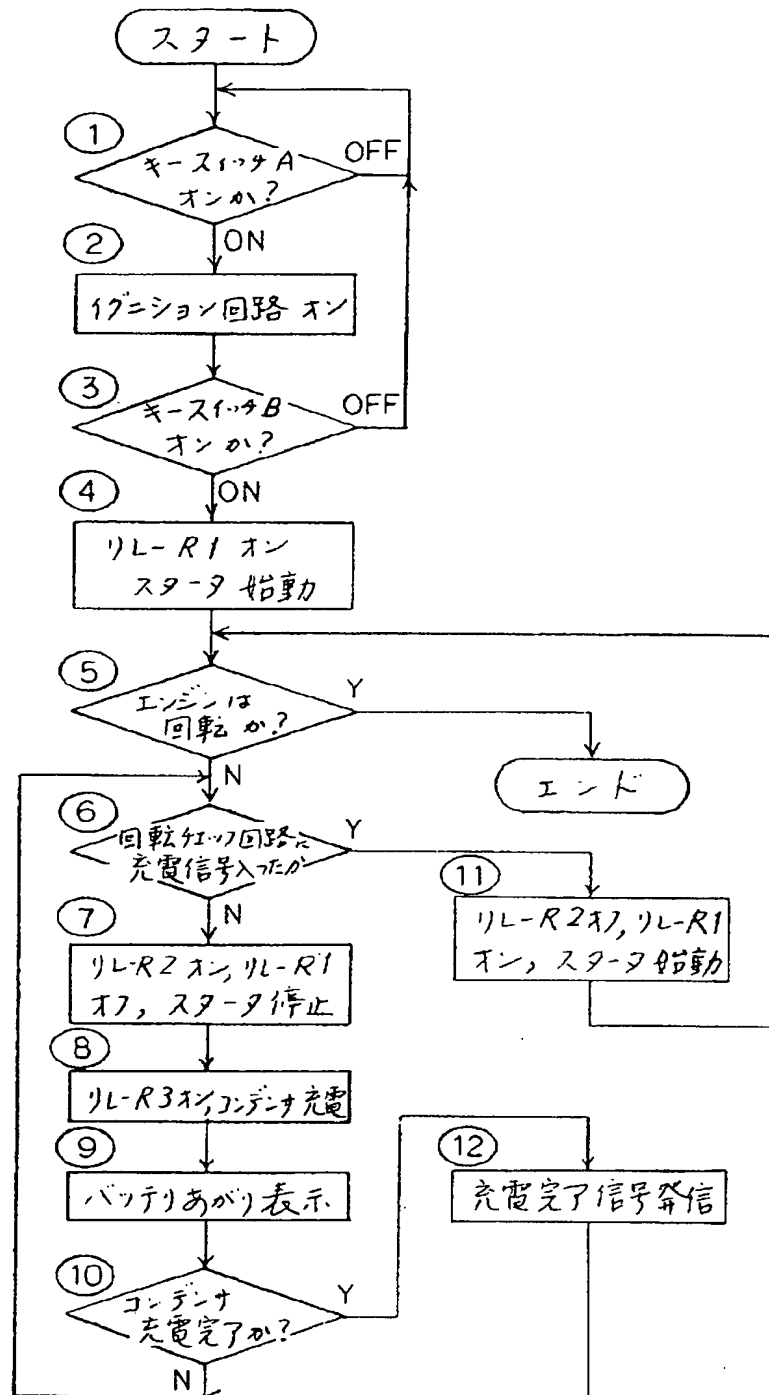 スタート
①
キースイッチA
オンか?
OFF
ON
②
イグニション回路 オン
③
キースイッチB
オンか?
OFF
ON
④
リレーR1 オン
スタータ始動
⑤
エンジンは
回転か?
Y
エンド
N
⑥
回転チェック回路に
充電信号入ったか
Y
N
⑪
リレーR2オフ,リレーR1
オン,スタータ始動
⑦
リレーR2オン,リレーR1
オフ,スタータ停止
⑧
リレーR3オン,コンデンサ充電
⑨
バッテリあがり表示
⑫
充電完了信号発信
⑩
コンデンサ
充電完了か?
Y
N